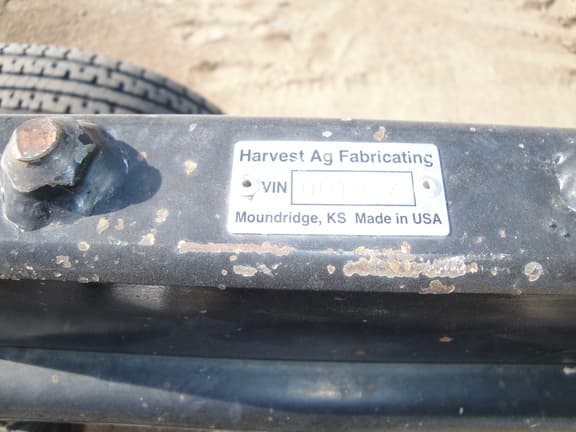 Harvest Ag Fabricating
VIN
Moundridge, KS Made in USA